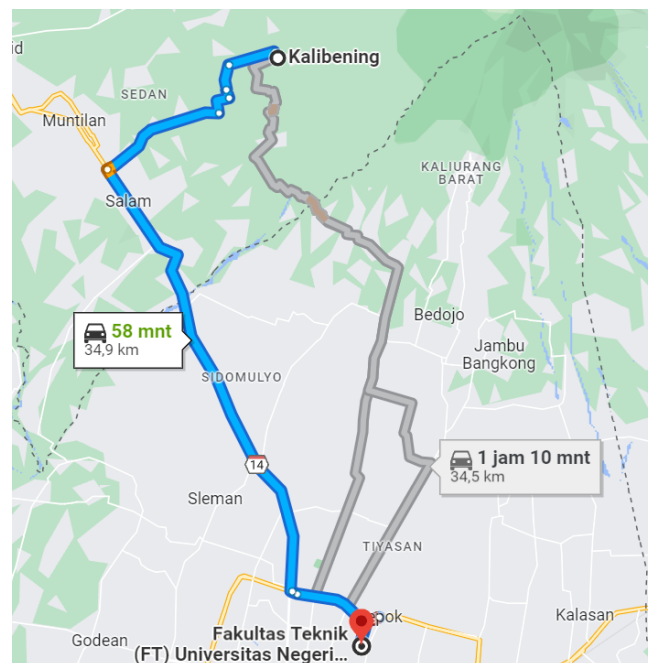 Kalibening
SEDAN
Muntilan
KALIURANG
BARAT
Salam
Bedojo
58 mnt
34,9 km
Jambu
Bangkong
SIDOMULYO
1 jam 10 mnt
34,5 km
14
Sleman
TIYASAN
Kalasan
Fakultas Teknik
(FT) Universitas Negeri...
Godean